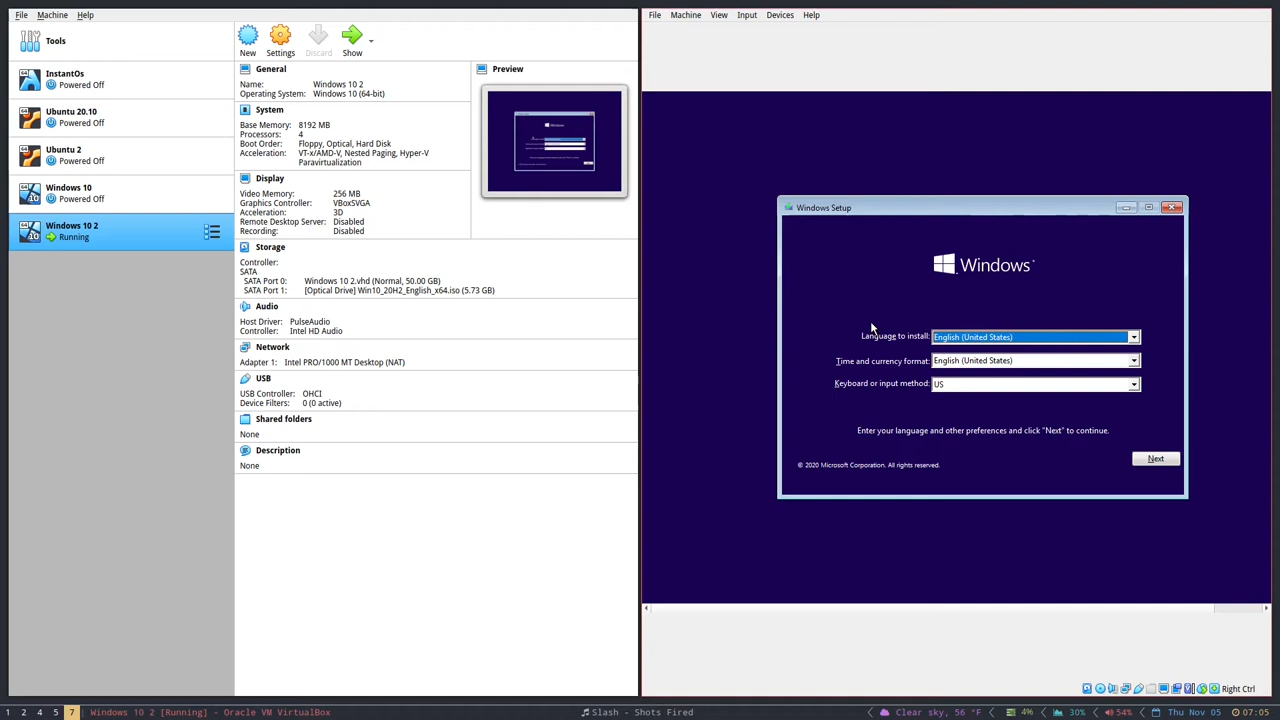 File Machine Help
Tools
InstantOs
Powered Off
Ubuntu 20.10
Powered Off
Ubuntu 2
Powered Off
Windows 10
Powered Off
Windows 10 2
Running
New Settings Discard Show
General
Name: Windows 10 2
Operating System: Windows 10 (64-bit)
System
Base Memory: 8192 MB
Processors: 4
Boot Order: Floppy, Optical, Hard Disk
Acceleration: VT-x/AMD-V, Nested Paging, Hyper-V
Paravirtualization
Display
Video Memory: 256 MB
Graphics Controller: VBoxSVGA
Acceleration: 3D
Remote Desktop Server: Disabled
Recording: Disabled
Storage
Controller:
SATA
SATA Port 0: Windows 10 2.vhd (Normal, 50.00 GB)
SATA Port 1: [Optical Drive] Win10_20H2_English_x64.iso (5.73 GB)
Audio
Host Driver: PulseAudio
Controller: Intel HD Audio
Network
Adapter 1: Intel PRO/1000 MT Desktop (NAT)
USB
USB Controller: OHCI
Device Filters: 0 (0 active)
Shared folders
None
Description
None
Preview
File Machine View Input Devices Help
Windows Setup
Windows
Language to install: English (United States)
Time and currency format: English (United States)
Keyboard or input method: US
Enter your language and other preferences and click "Next" to continue.
© 2020 Microsoft Corporation. All rights reserved.
Next
Right Ctrl
1 2 4 5 7 Windows 10 2 [Running] - Oracle VM VirtualBox Slash - Shots Fired Clear sky, 56 °F 4% 30% 54% Thu Nov 05 07:05